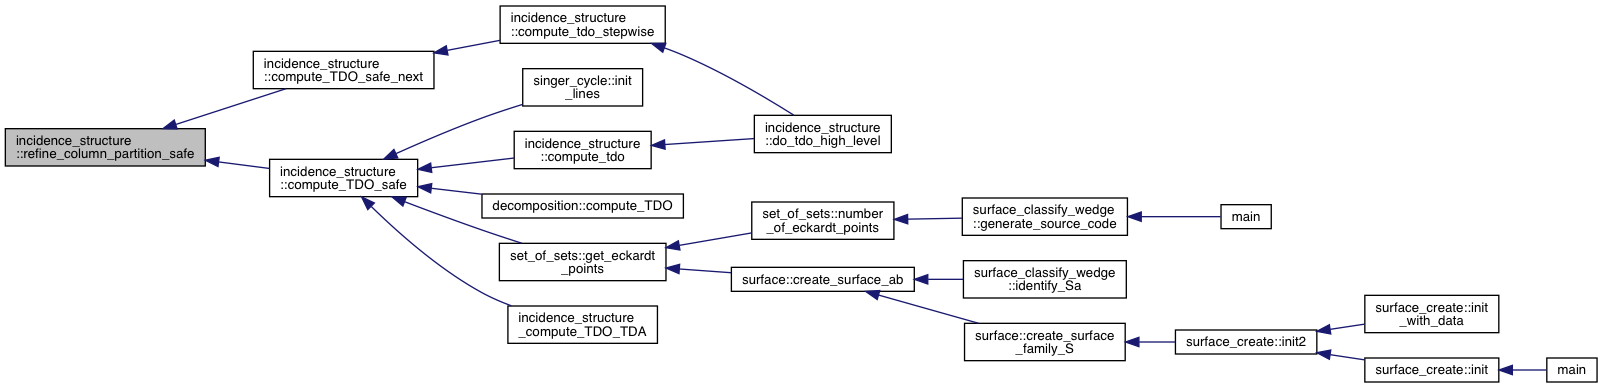 incidence_structure
::refine_column_partition_safe
incidence_structure
::compute_TDO_safe_next
incidence_structure
::compute_tdo_stepwise
incidence_structure
::compute_TDO_safe
singer_cycle::init
_lines
incidence_structure
::compute_tdo
incidence_structure
::do_tdo_high_level
decomposition::compute_TDO
set_of_sets::get_eckardt
_points
incidence_structure
_compute_TDO_TDA
set_of_sets::number
_of_eckardt_points
surface_classify_wedge
::generate_source_code
main
surface::create_surface_ab
surface_classify_wedge
::identify_Sa
surface::create_surface
_family_S
surface_create::init2
surface_create::init
_with_data
surface_create::init
main